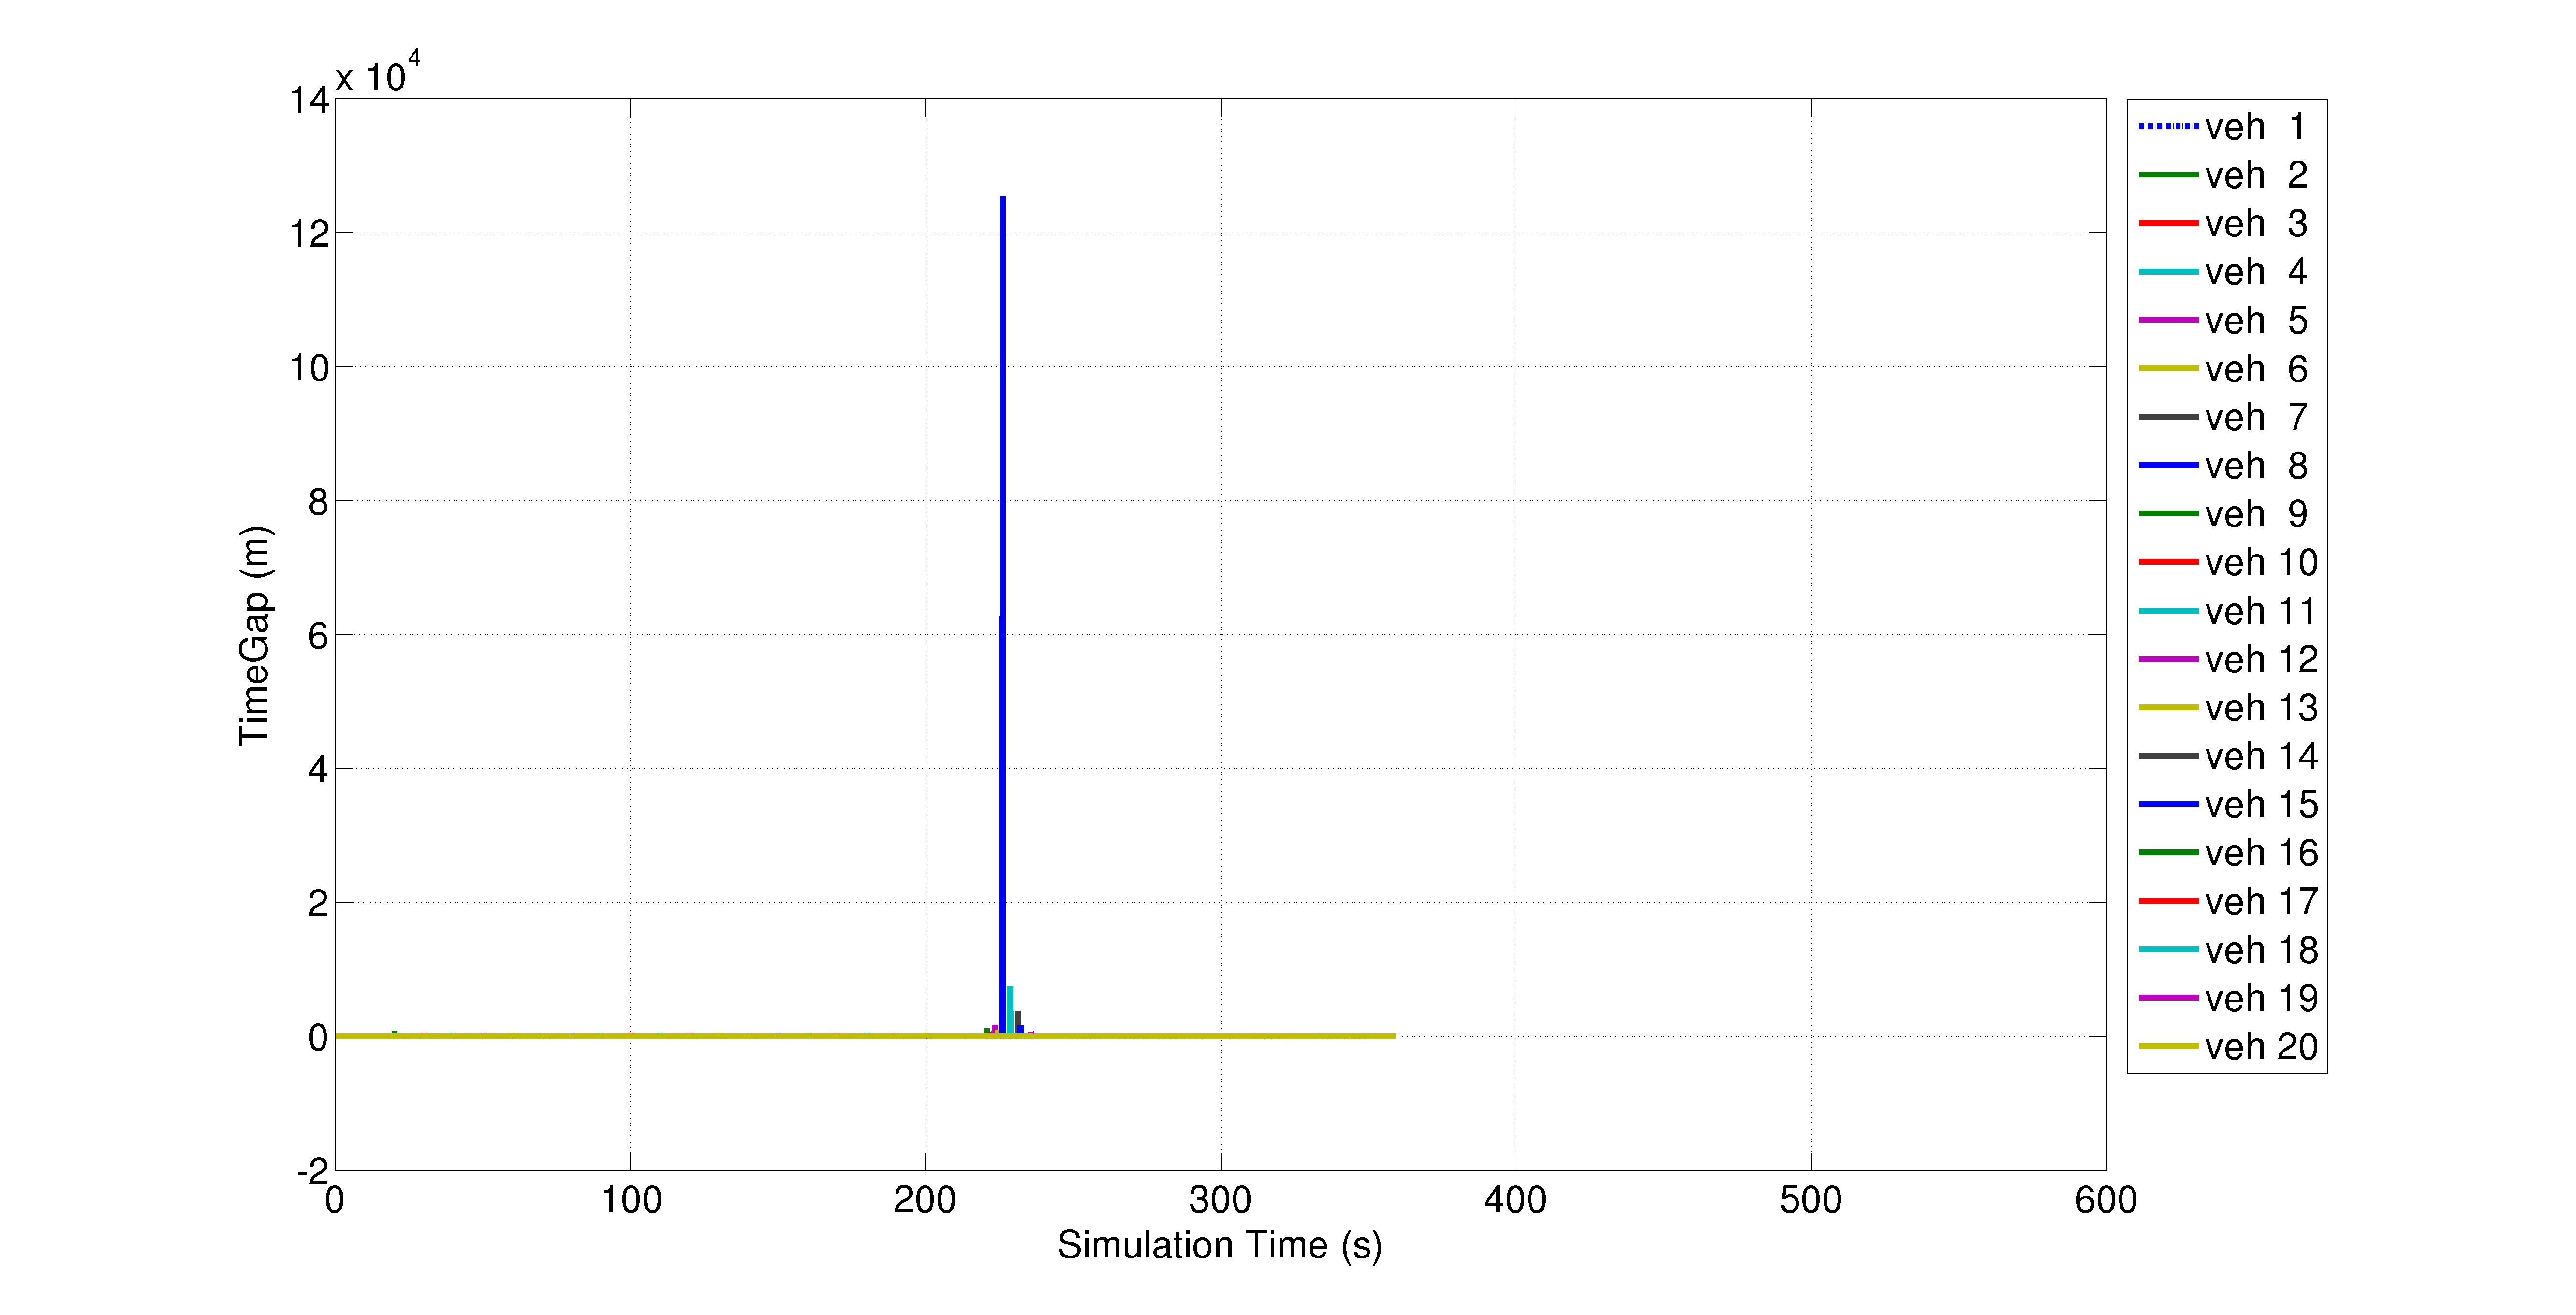 x 10^4
14
12
10
8
6
4
2
0
-2
0 100 200 300 400 500 600
Simulation Time (s)
TimeGap (m)
veh 1
veh 2
veh 3
veh 4
veh 5
veh 6
veh 7
veh 8
veh 9
veh 10
veh 11
veh 12
veh 13
veh 14
veh 15
veh 16
veh 17
veh 18
veh 19
veh 20